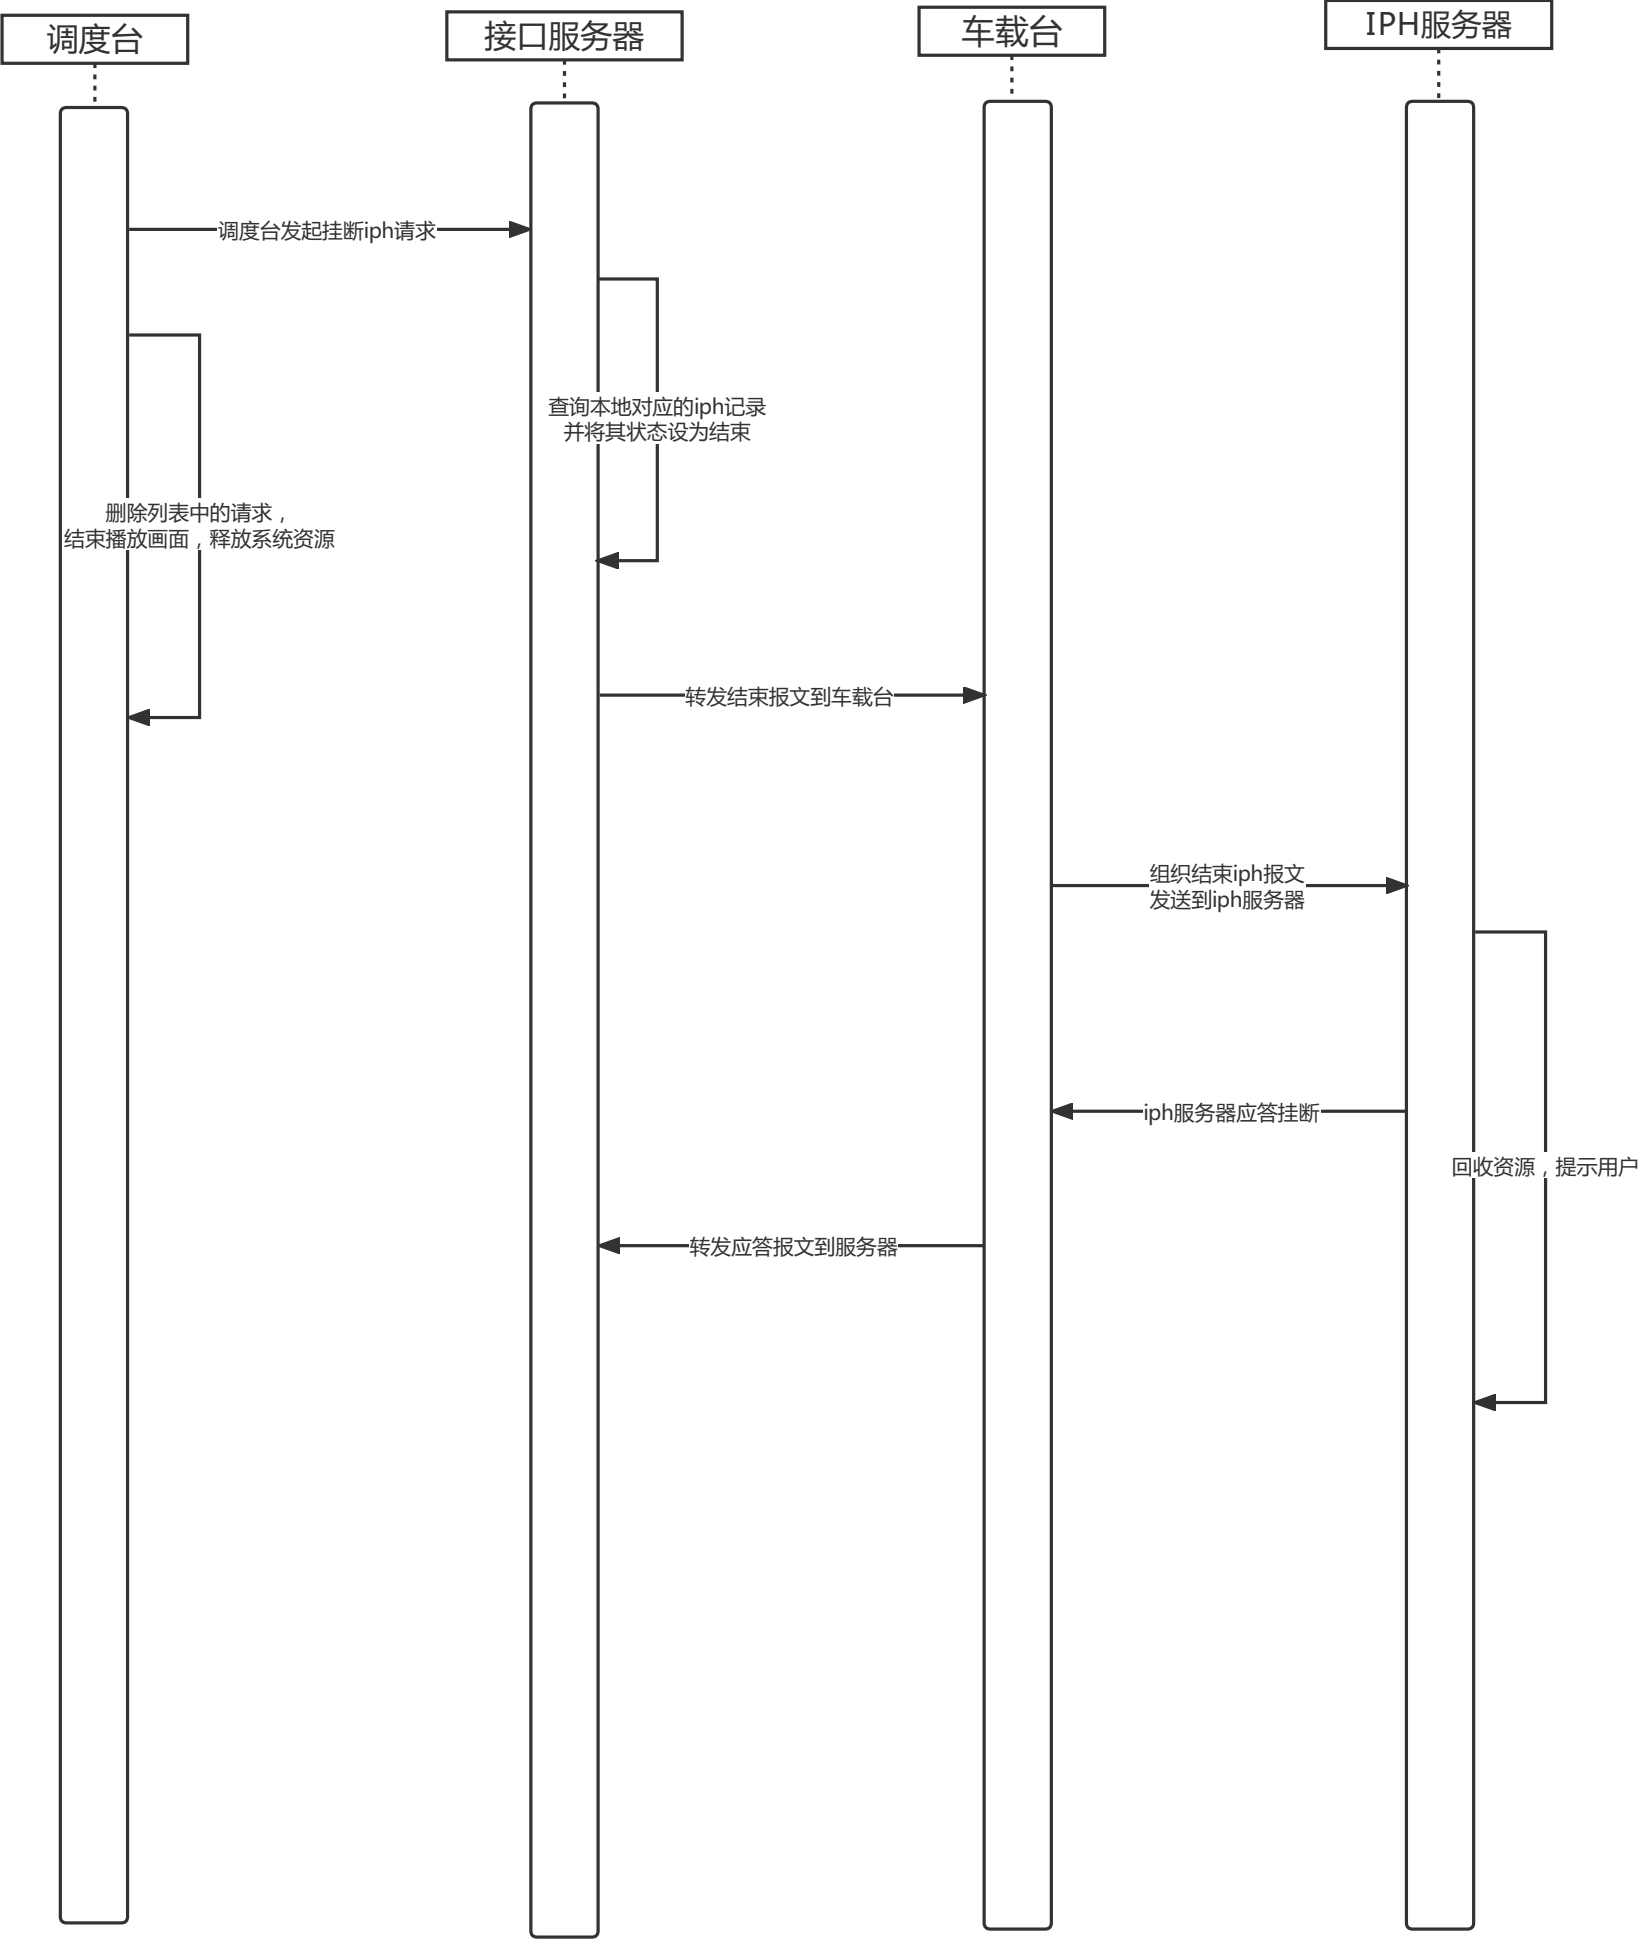 调度台
接口服务器
车载台
IPH服务器
调度台发起挂断iph请求
查询本地对应的iph记录
并将其状态设为结束
删除列表中的请求，
结束播放画面，释放系统资源
转发结束报文到车载台
组织结束iph报文
发送到iph服务器
iph服务器应答挂断
回收资源，提示用户
转发应答报文到服务器